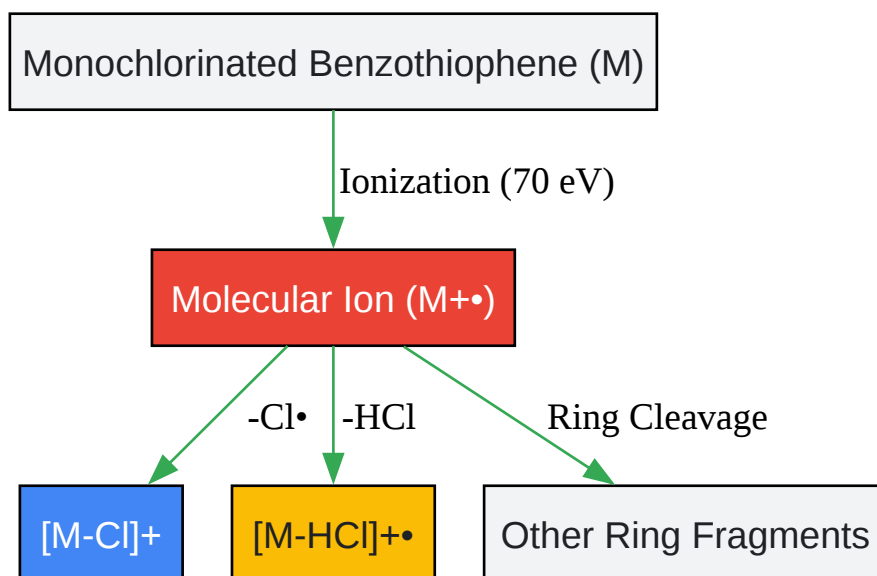 Monochlorinated Benzothiophene (M)
Ionization (70 eV)
Molecular Ion (M+•)
-Cl•
-HCl
Ring Cleavage
[M-Cl]+
[M-HCl]+•
Other Ring Fragments